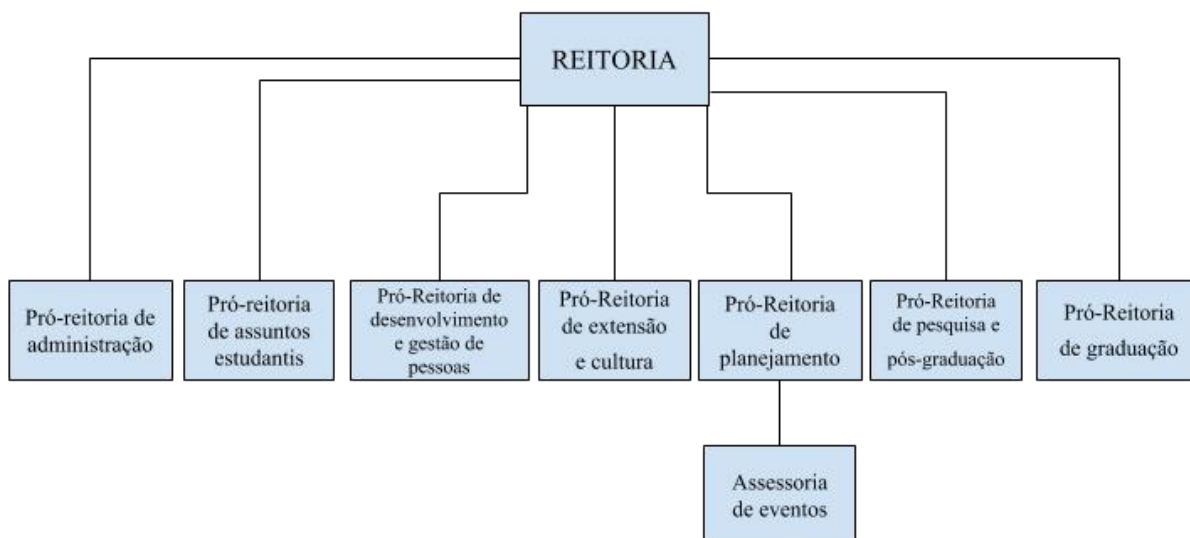 REITORIA
Pró-reitoria de
administração
Pró-reitoria
de assuntos
estudantis
Pró-Reitoria de
desenvolvimento
e gestão de
pessoas
Pró-Reitoria
de extensão
e cultura
Pró-Reitoria
de
planejamento
Pró-Reitoria
de pesquisa e
pós-graduação
Pró-Reitoria
de graduação
Assessoria
de eventos